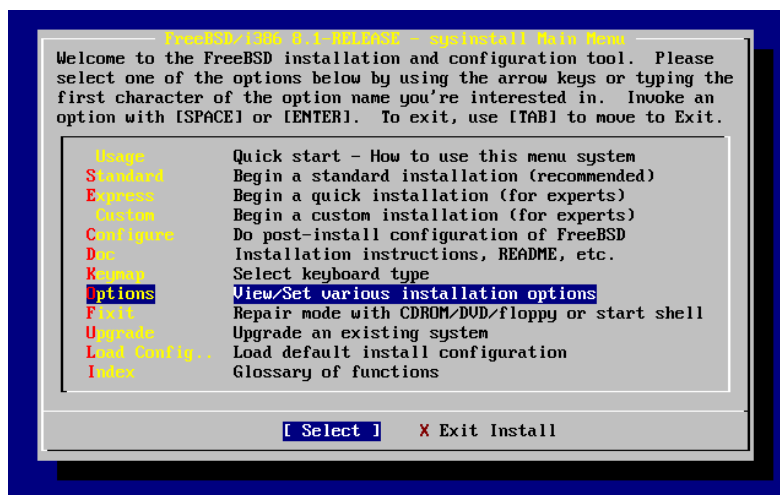 FreeBSD/i386 8.1-RELEASE - sysinstall Main Menu
Welcome to the FreeBSD installation and configuration tool.  Please
select one of the options below by using the arrow keys or typing the
first character of the option name you're interested in.  Invoke an
option with [SPACE] or [ENTER].  To exit, use [TAB] to move to Exit.
Usage Quick start - How to use this menu system
Standard Begin a standard installation (recommended)
Express Begin a quick installation (for experts)
Custom Begin a custom installation (for experts)
Configure Do post-install configuration of FreeBSD
Doc Installation instructions, README, etc.
Keymap Select keyboard type
Options View/Set various installation options
Fixit Repair mode with CDROM/DVD/floppy or start shell
Upgrade Upgrade an existing system
Load Config.. Load default install configuration
Index Glossary of functions
[ Select ] X Exit Install